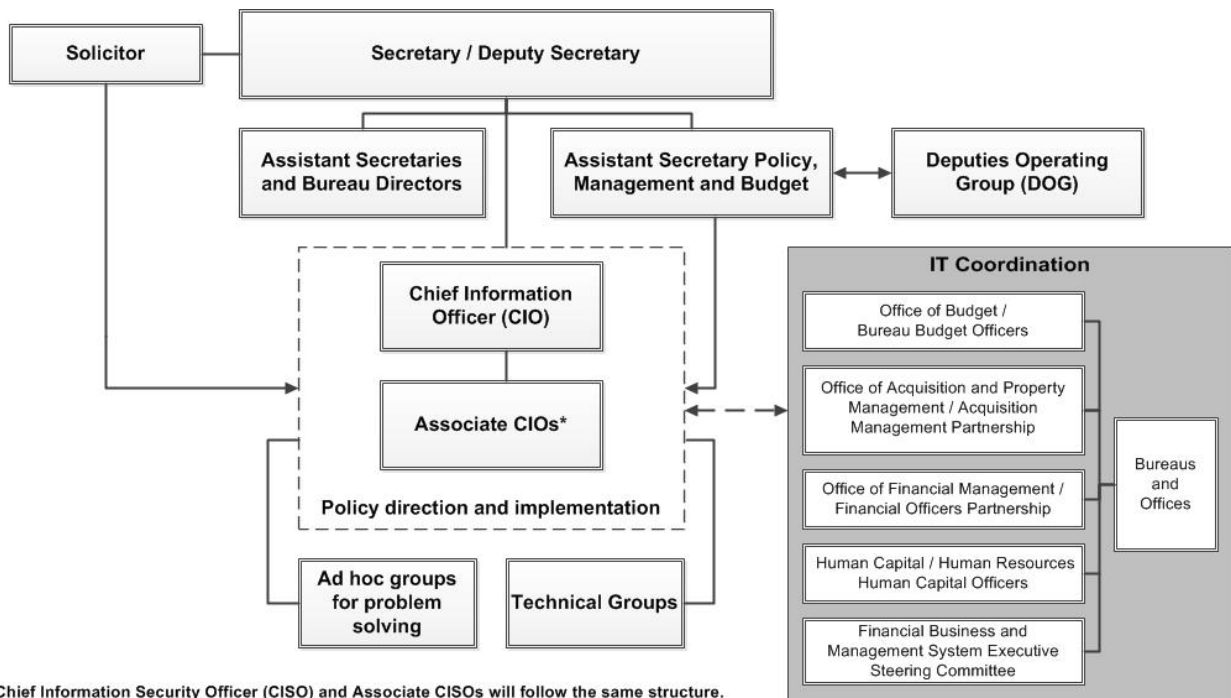 Solicitor
Secretary / Deputy Secretary
Assistant Secretaries
and Bureau Directors
Assistant Secretary Policy,
Management and Budget
Deputies Operating
Group (DOG)
Chief Information
Officer (CIO)
Associate CIOs*
Policy direction and implementation
Ad hoc groups
for problem
solving
Technical Groups
IT Coordination
Office of Budget /
Bureau Budget Officers
Office of Acquisition and Property
Management / Acquisition
Management Partnership
Office of Financial Management /
Financial Officers Partnership
Human Capital / Human Resources
Human Capital Officers
Financial Business and
Management System Executive
Steering Committee
Bureaus
and
Offices
Chief Information Security Officer (CISO) and Associate CISOs will follow the same structure.